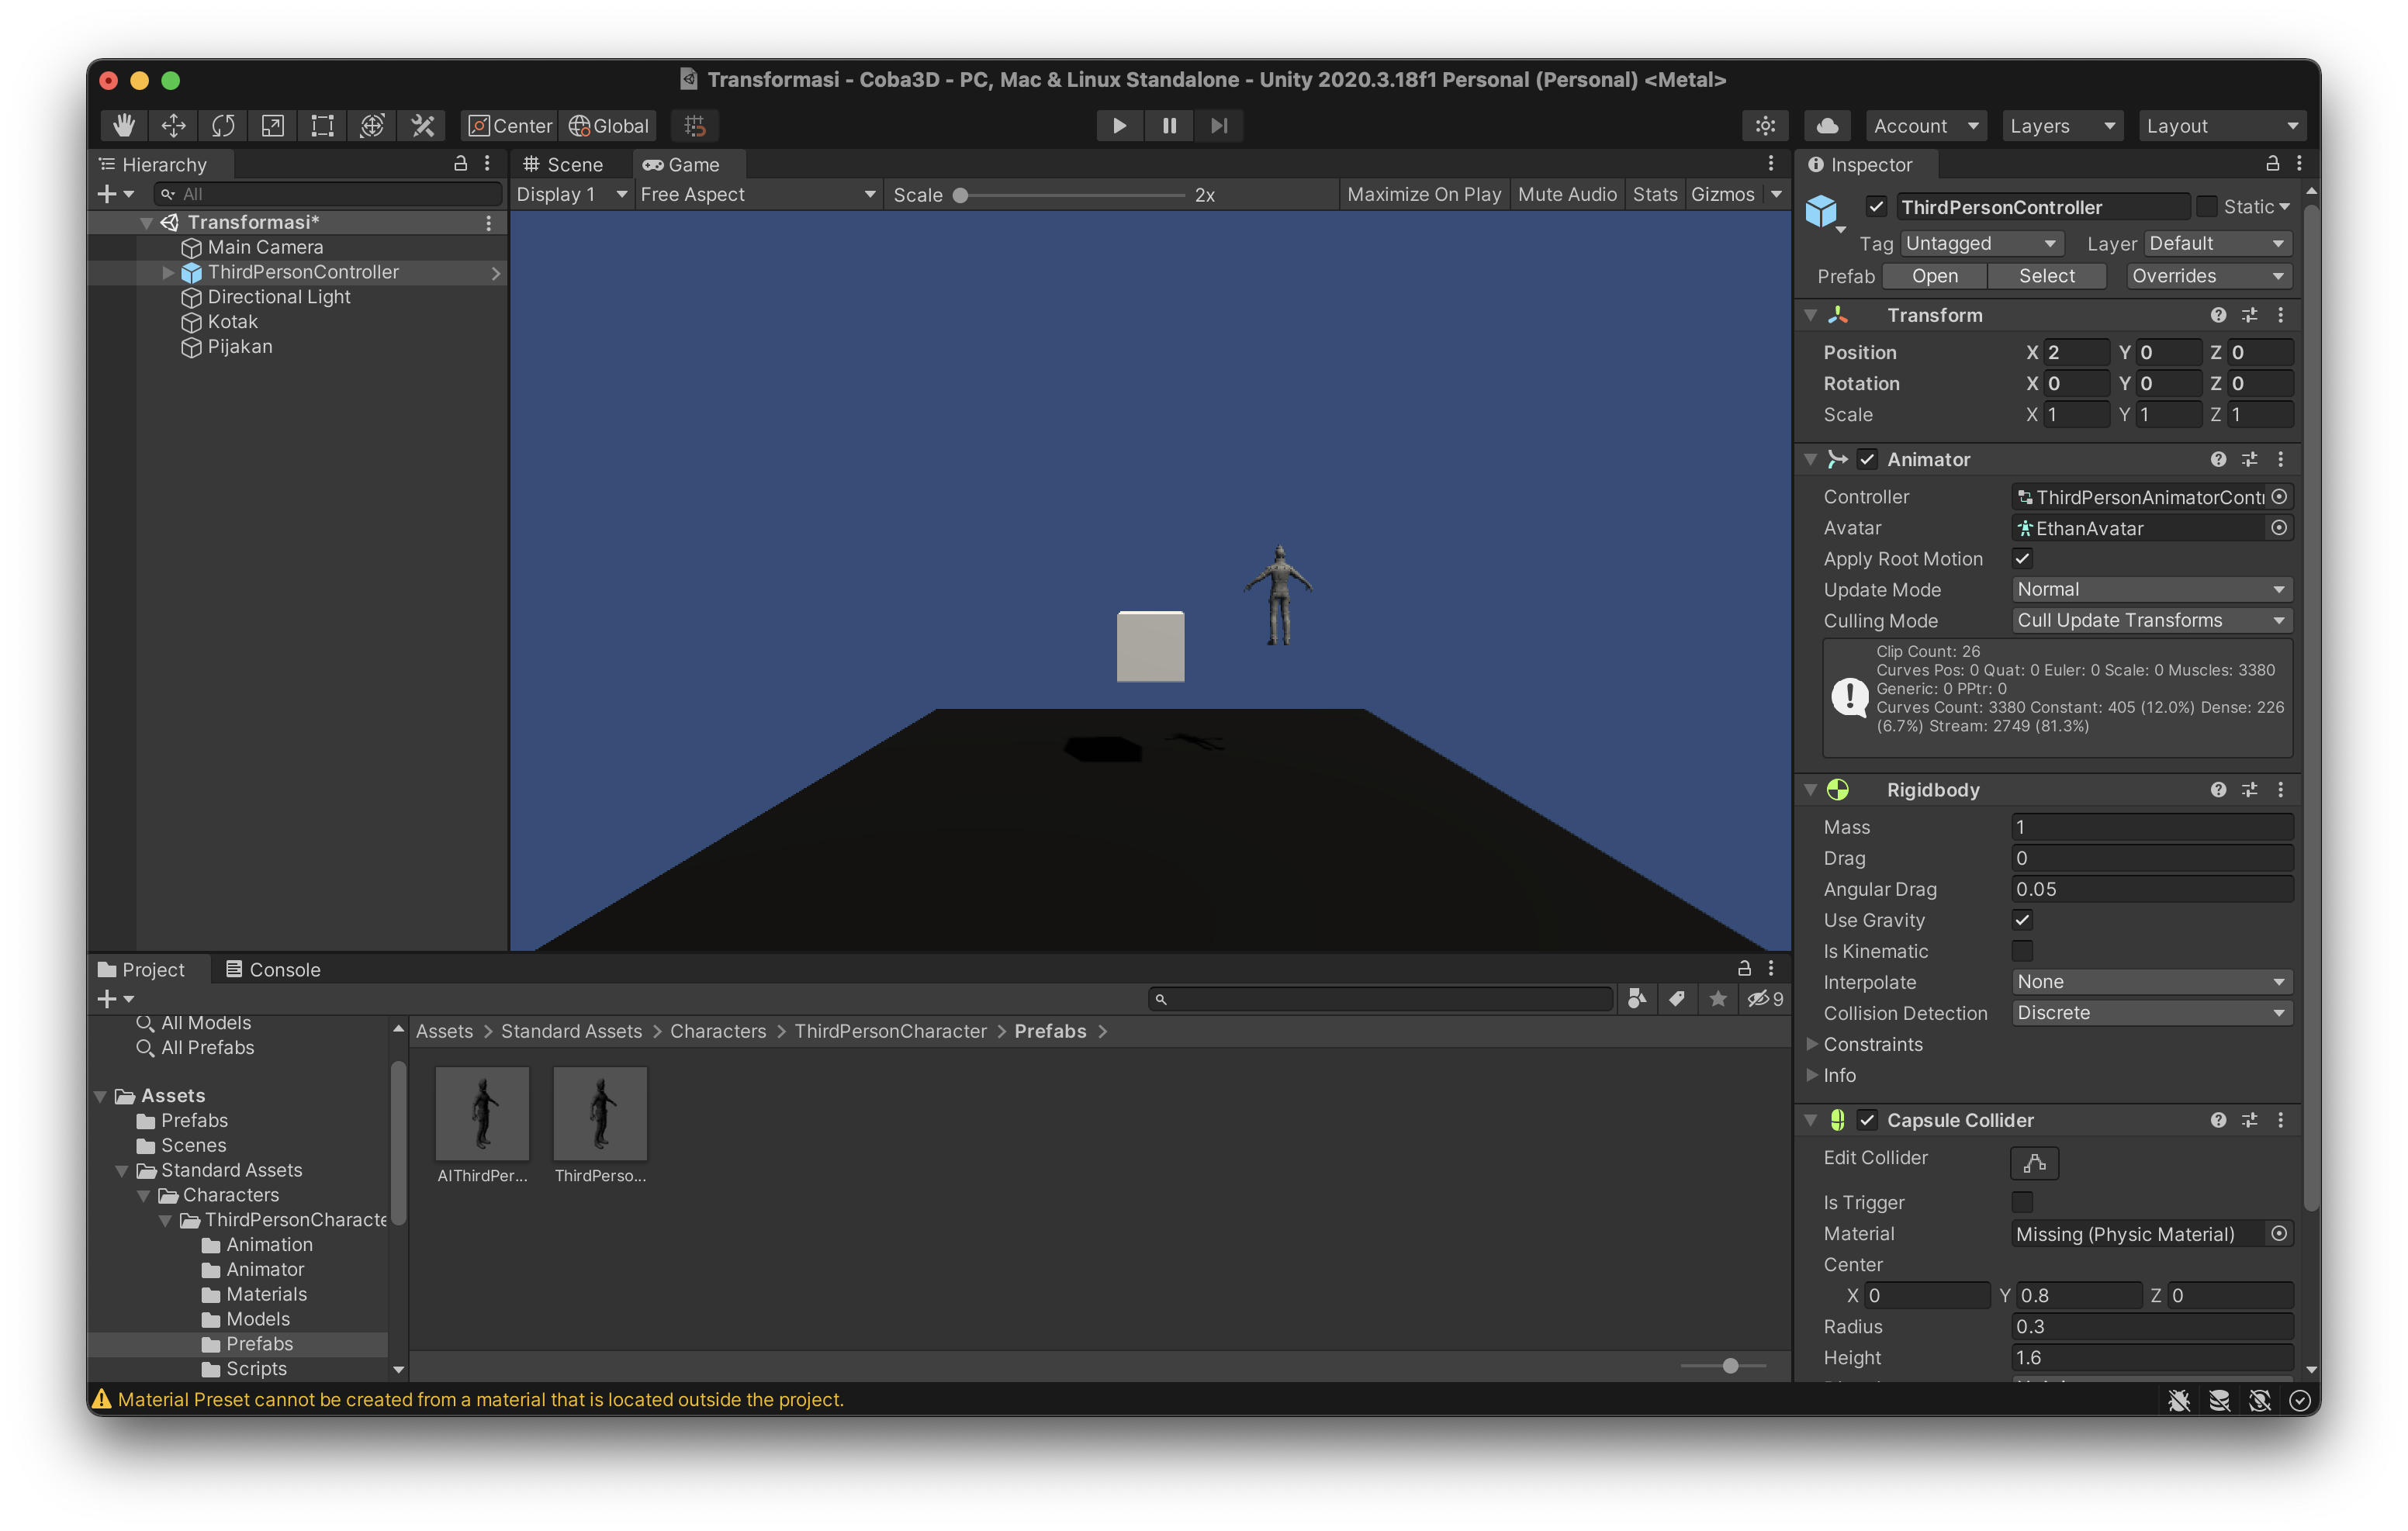 Transformasi - Coba3D - PC, Mac & Linux Standalone - Unity 2020.3.18f1 Personal (Personal) <Metal>
Center Global Account Layers Layout
Hierarchy
All
Transformasi*
Main Camera
ThirdPersonController
Directional Light
Kotak
Pijakan
Scene Game
Display 1 Free Aspect Scale 2x Maximize On Play Mute Audio Stats Gizmos
Project Console
9
All Models
All Prefabs
Assets
Prefabs
Scenes
Standard Assets
Characters
ThirdPersonCharacte
Animation
Animator
Materials
Models
Prefabs
Scripts
Assets > Standard Assets > Characters > ThirdPersonCharacter > Prefabs >
AIThirdPer... ThirdPerso...
Inspector
ThirdPersonController Static
Tag Untagged Layer Default
Prefab Open Select Overrides
Transform
Position X 2 Y 0 Z 0
Rotation X 0 Y 0 Z 0
Scale X 1 Y 1 Z 1
Animator
Controller ThirdPersonAnimatorContr
Avatar EthanAvatar
Apply Root Motion
Update Mode Normal
Culling Mode Cull Update Transforms
Clip Count: 26
Curves Pos: 0 Quat: 0 Euler: 0 Scale: 0 Muscles: 3380
Generic: 0 PPtr: 0
Curves Count: 3380 Constant: 405 (12.0%) Dense: 226
(6.7%) Stream: 2749 (81.3%)
Rigidbody
Mass 1
Drag 0
Angular Drag 0.05
Use Gravity
Is Kinematic
Interpolate None
Collision Detection Discrete
Constraints
Info
Capsule Collider
Edit Collider
Is Trigger
Material Missing (Physic Material)
Center
X 0 Y 0.8 Z 0
Radius 0.3
Height 1.6
Material Preset cannot be created from a material that is located outside the project.